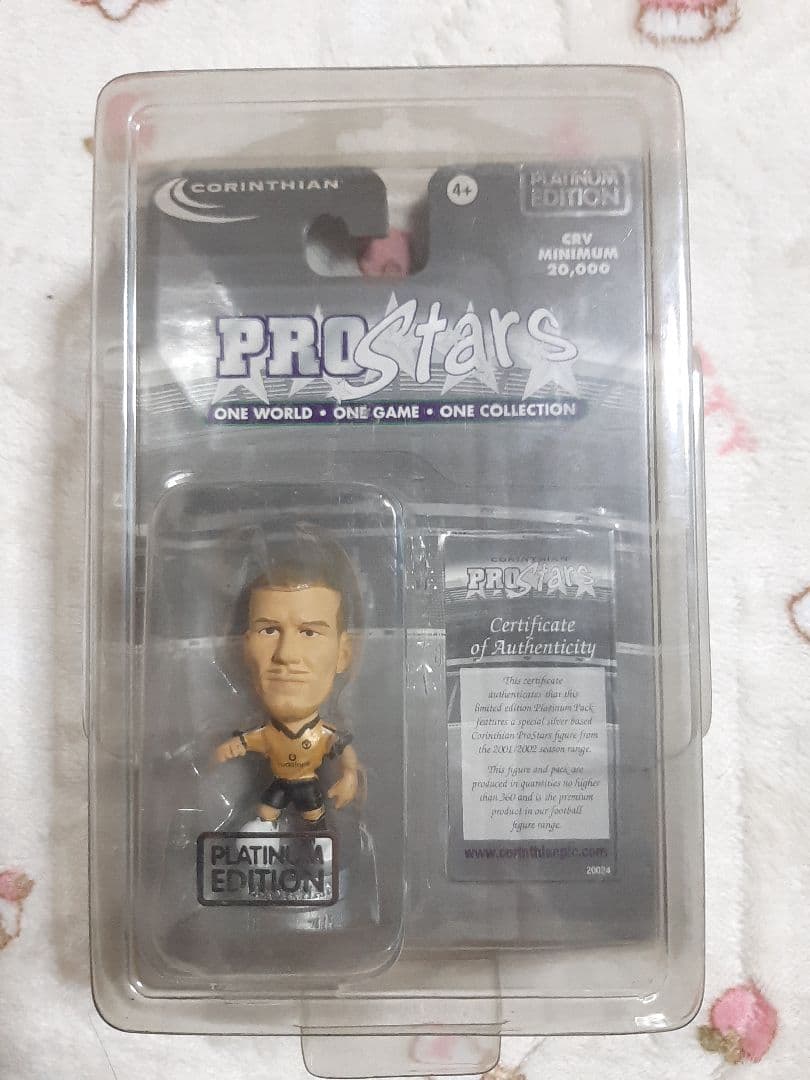 CORINTHIAN
4+
PLATINUM
EDITION
CRV
MINIMUM
20,000
PROStars
ONE WORLD • ONE GAME • ONE COLLECTION
CORINTHIAN
PROStars
Certificate
of Authenticity
This certificate
authenticates that this
limited edition Platinum Pack
features a special silver based
Corinthian ProStars figure from
the 2001/2002 season range.
This figure and pack are
produced in quantities no higher
than 360 and is the premium
product in our football
figure range.
www.corinthianplc.com
20024
vodafone
PLATINUM
EDITION